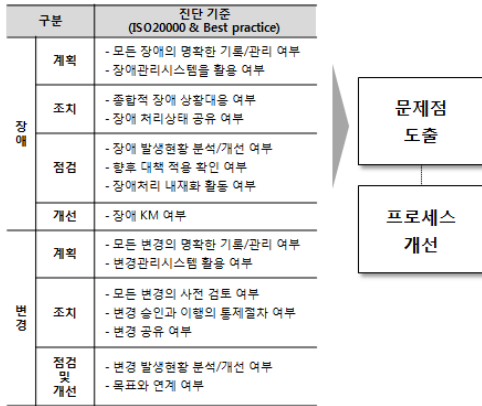 구분
진단 기준
(ISO20000 & Best practice)
장애
계획
- 모든 장애의 명확한 기록/관리 여부
- 장애관리시스템을 활용 여부
조치
- 종합적 장애 상황대응 여부
- 장애 처리상태 공유 여부
점검
- 장애 발생현황 분석/개선 여부
- 향후 대책 적용 확인 여부
- 장애처리 내재화 활동 여부
개선
- 장애 KM 여부
변경
계획
- 모든 변경의 명확한 기록/관리 여부
- 변경관리시스템 활용 여부
조치
- 모든 변경의 사전 검토 여부
- 변경 승인과 이행의 통제절차 여부
- 변경 공유 여부
점검
및
개선
- 변경 발생현황 분석/개선 여부
- 목표와 연계 여부
문제점
도출
프로세스
개선